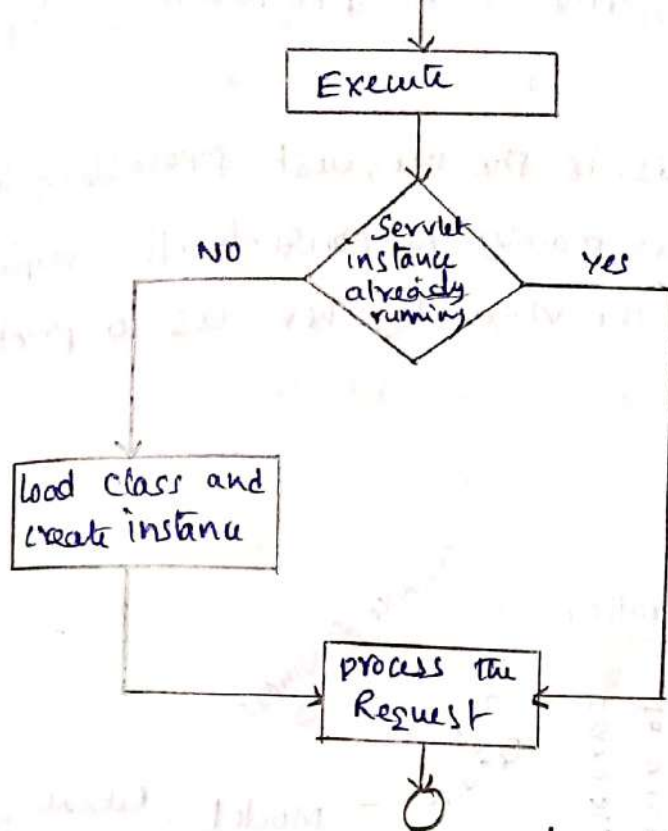 Execute
Servlet
instance
already
running
NO
Yes
load class and
create instance
process the
Request